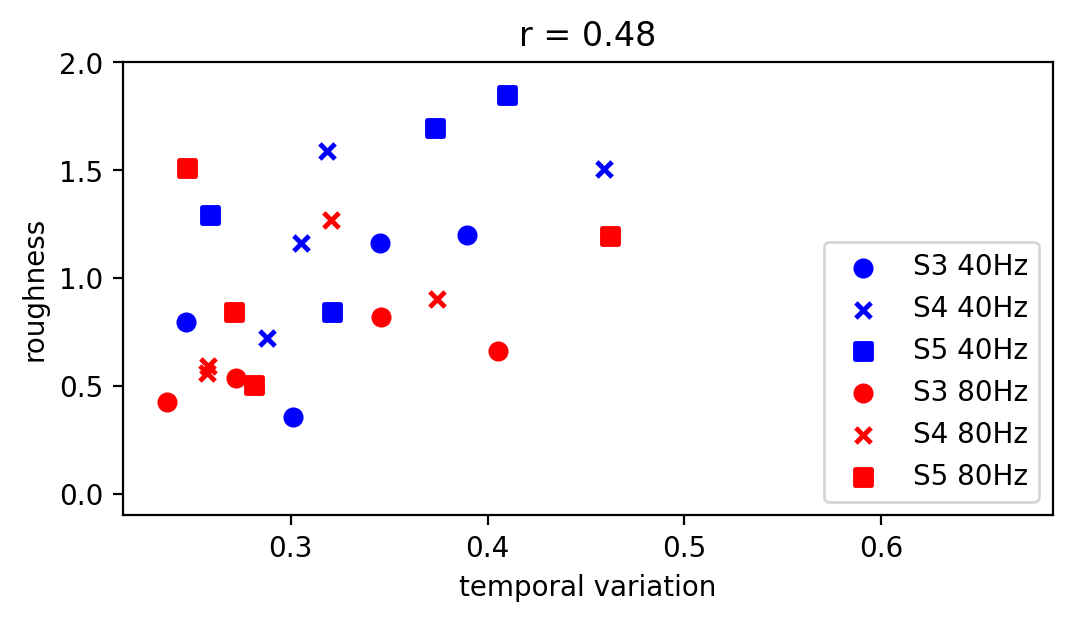 r = 0.48
2.0
1.5
1.0
0.5
0.0
roughness
0.3 0.4 0.5 0.6
temporal variation
S3 40Hz
S4 40Hz
S5 40Hz
S3 80Hz
S4 80Hz
S5 80Hz